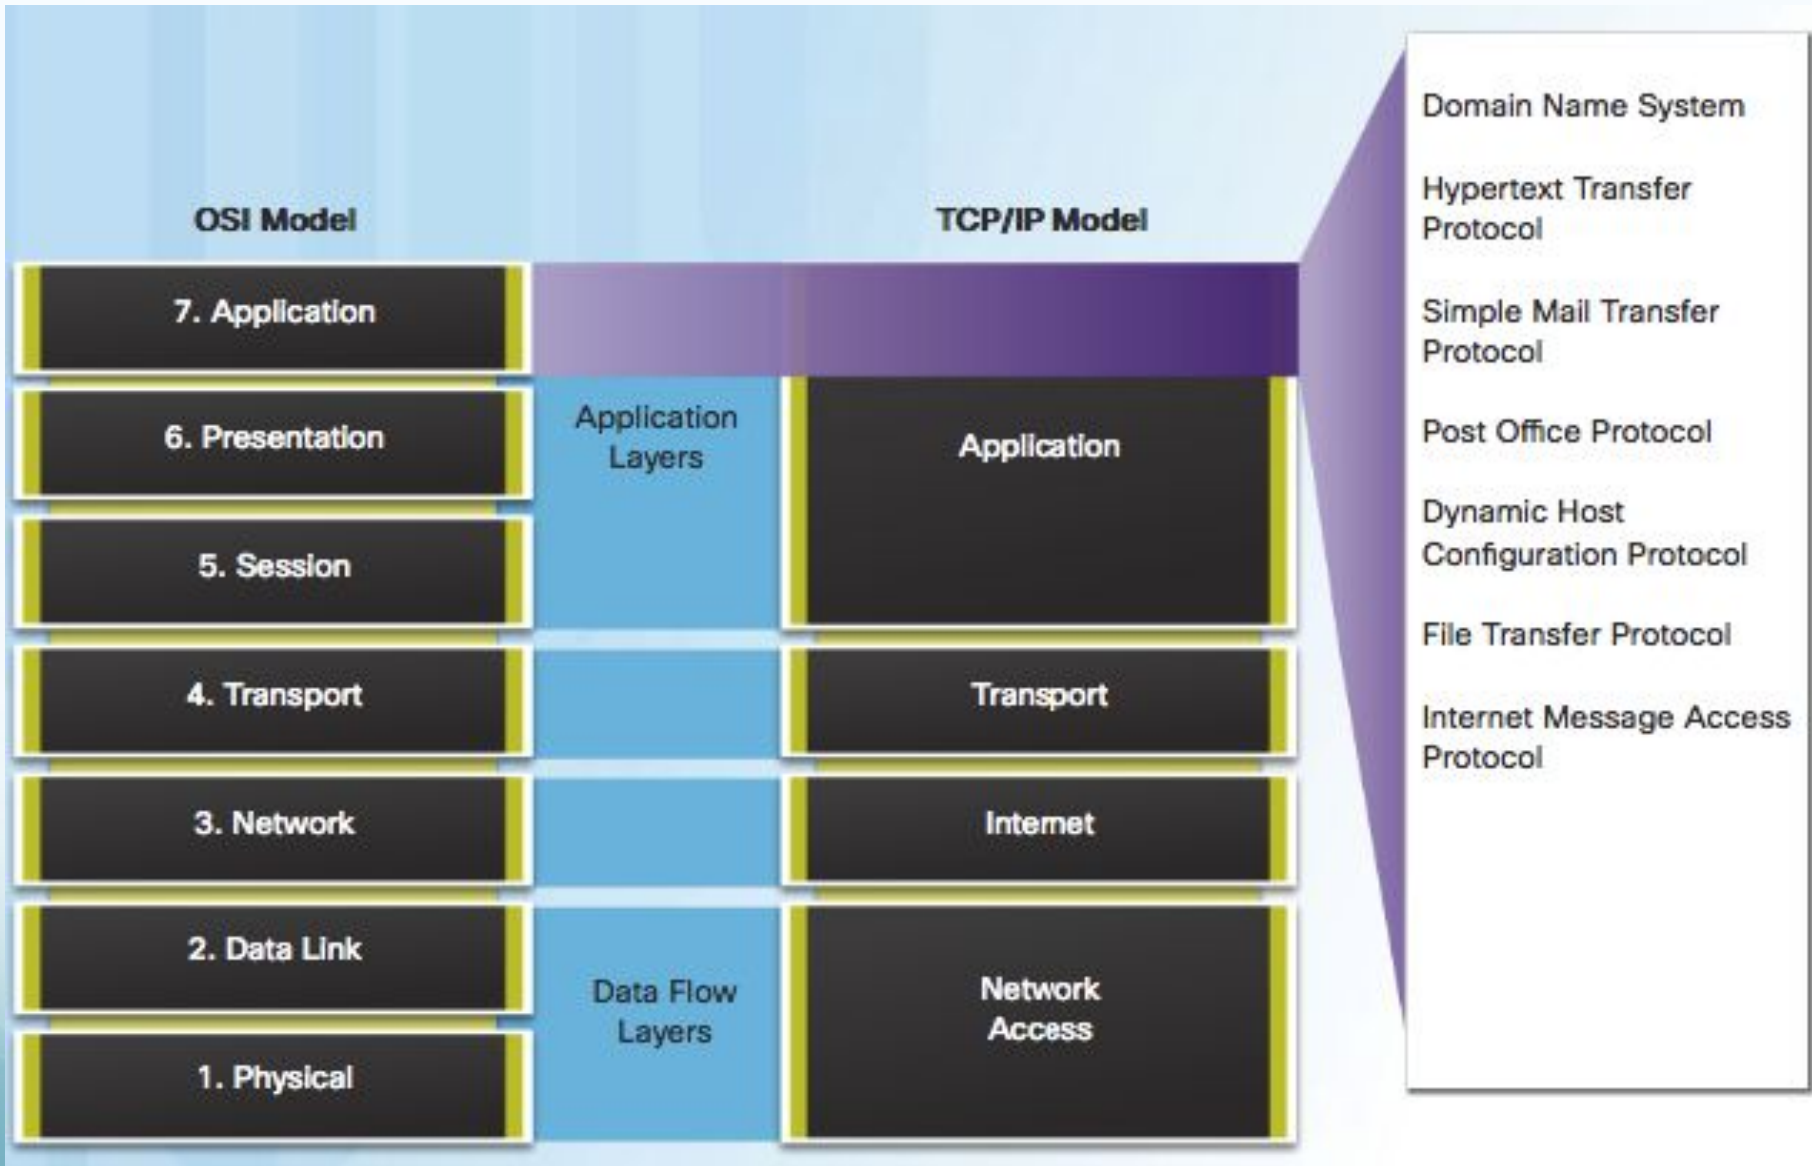 OSI Model
TCP/IP Model
7. Application
6. Presentation
5. Session
4. Transport
3. Network
2. Data Link
1. Physical
Application
Layers
Data Flow
Layers
Application
Transport
Internet
Network
Access
Domain Name System
Hypertext Transfer
Protocol
Simple Mail Transfer
Protocol
Post Office Protocol
Dynamic Host
Configuration Protocol
File Transfer Protocol
Internet Message Access
Protocol